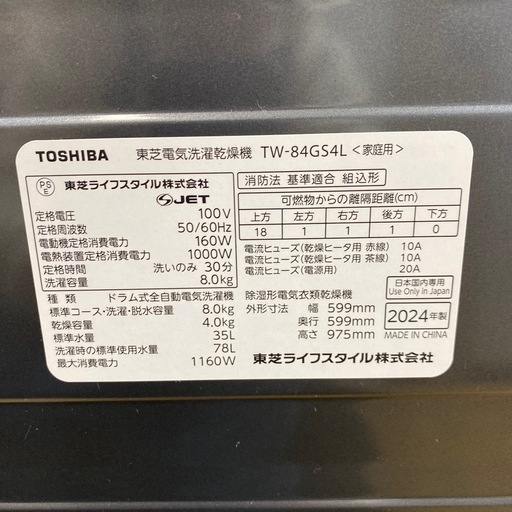 TOSHIBA 東芝電気洗濯乾燥機 TW-84GS4L <家庭用>
PS E 東芝ライフスタイル株式会社
S JET
定格電圧 100V
定格周波数 50/60Hz
電動機定格消費電力 160W
電熱装置定格消費電力 1000W
定格時間 洗いのみ 30分
洗濯容量 8.0kg
消防法 基準適合 組込形
可燃物からの離隔距離(cm)
上方 左方 右方 後方 下方
18 1 1 1 0
電流ヒューズ(乾燥ヒータ用 赤線) 10A
電流ヒューズ(乾燥ヒータ用 茶線) 10A
電流ヒューズ(電源用) 20A
種類 ドラム式全自動電気洗濯機
標準コース・洗濯・脱水容量 8.0kg
乾燥容量 4.0kg
標準水量 35L
洗濯時の標準使用水量 78L
最大消費電力 1160W
除湿形電気衣類乾燥機
外形寸法 幅 599mm
奥行 599mm
高さ 975mm
日本国内専用
Use Only in Japan
2024年製
MADE IN CHINA
東芝ライフスタイル株式会社